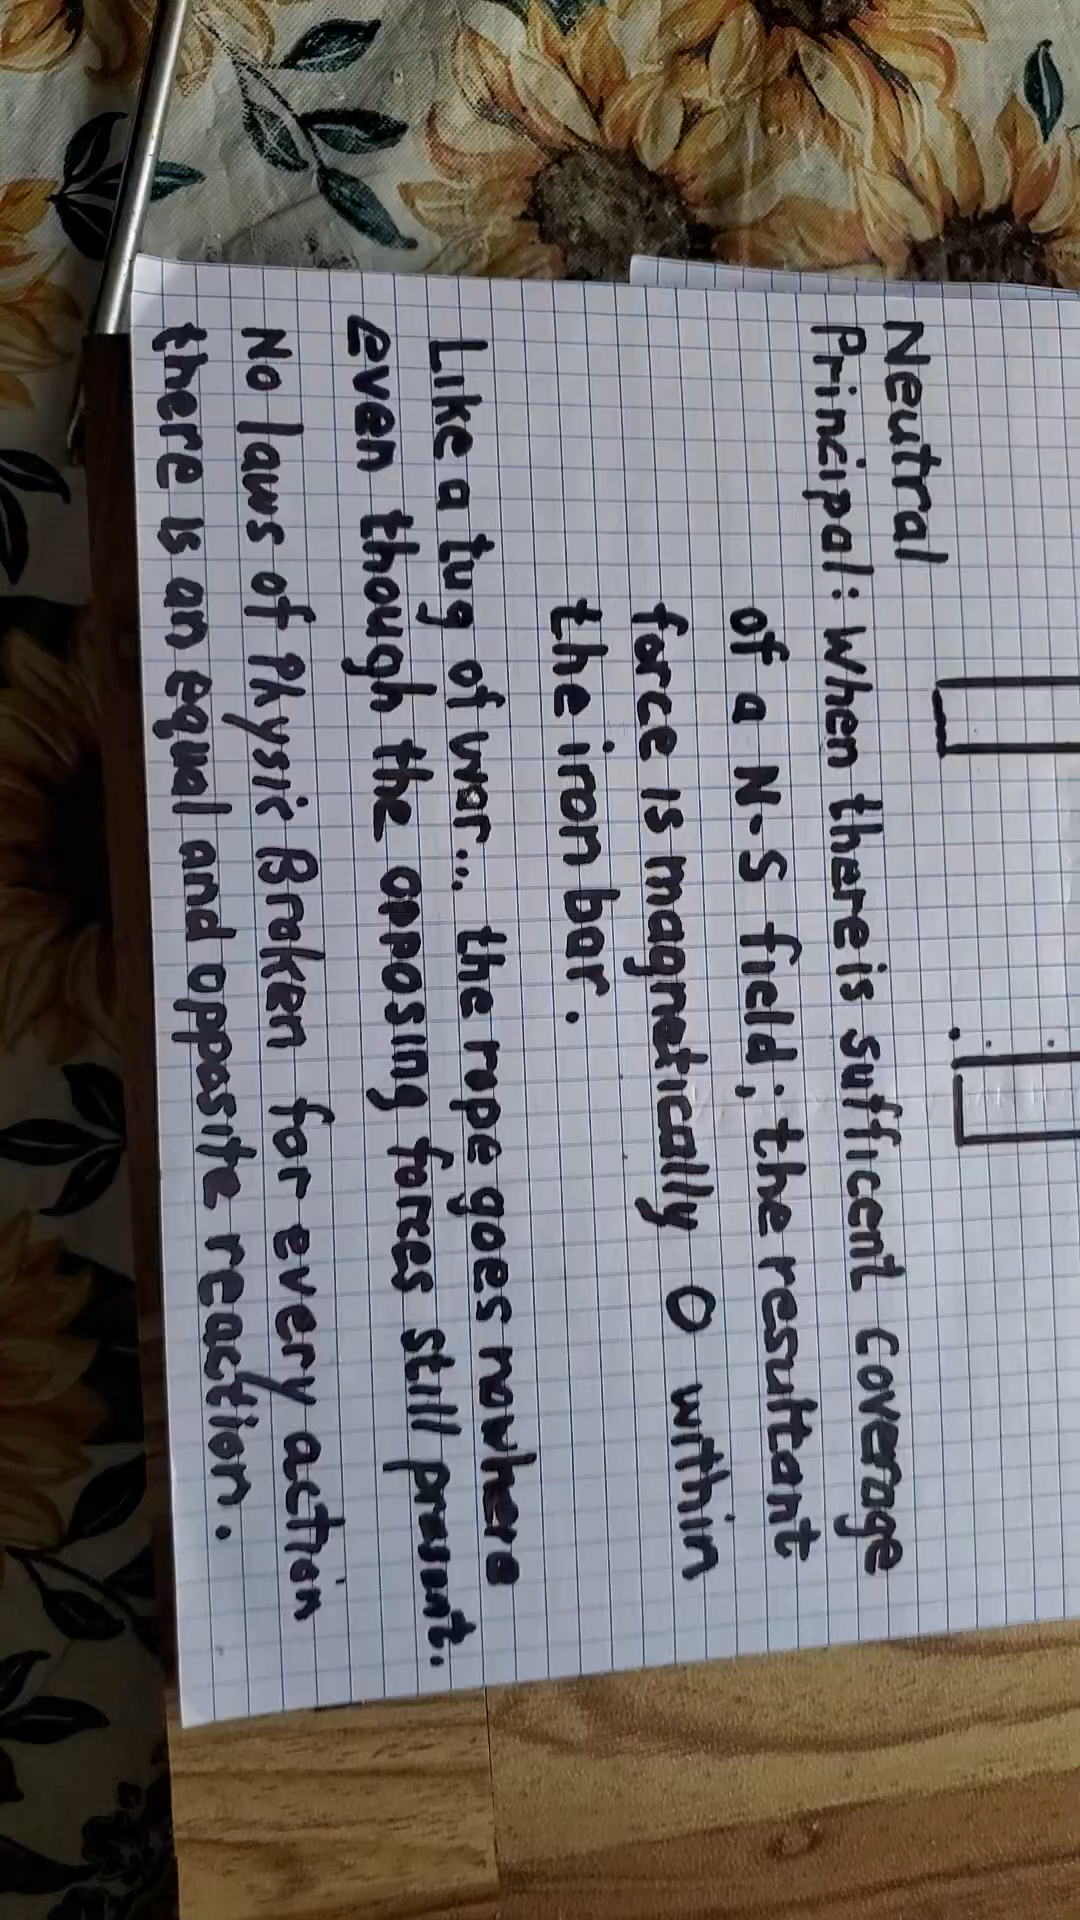 Neutral
Principal: When there is sufficent coverage
of a N-S field; the resultant
force is magnetically 0 within
the iron bar.
Like a tug of war... the rope goes nowhere
even though the opposing forces still present..
No laws of Physic Broken for every action
there is an equal and opposite reaction.